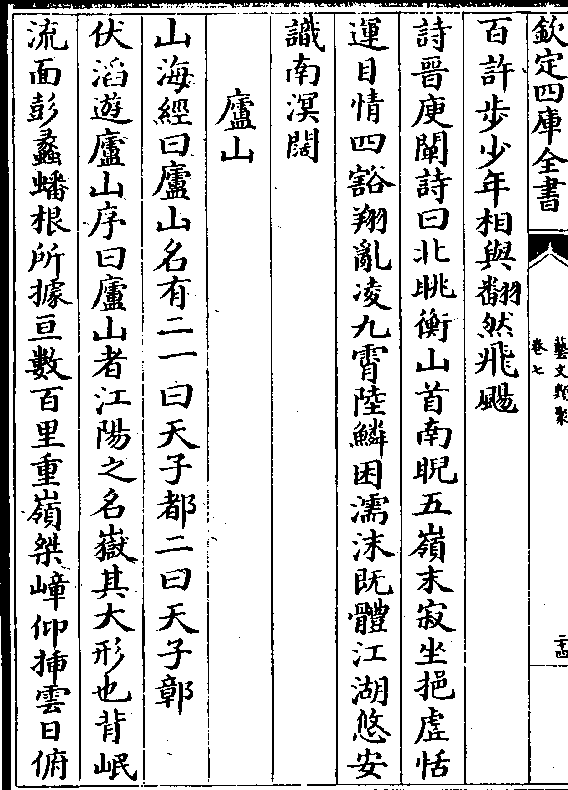 欽定四庫全書
藝文類聚
卷七
二十四
百許步少年相與翻然飛颺
詩晉庾闡詩曰北眺衡山首南睨五嶺末寂坐挹虛恬
運目情四豁翔亂凌九霄陸鱗困濡沫既體江湖悠安
識南溟闊
廬山
山海經曰廬山名有二一曰天子都二曰天子鄣
伏滔遊廬山序曰廬山者江陽之名嶽其大形也背岷
流面彭蠡蟠根所據亘數百里重嶺桀嶂仰插雲日俯